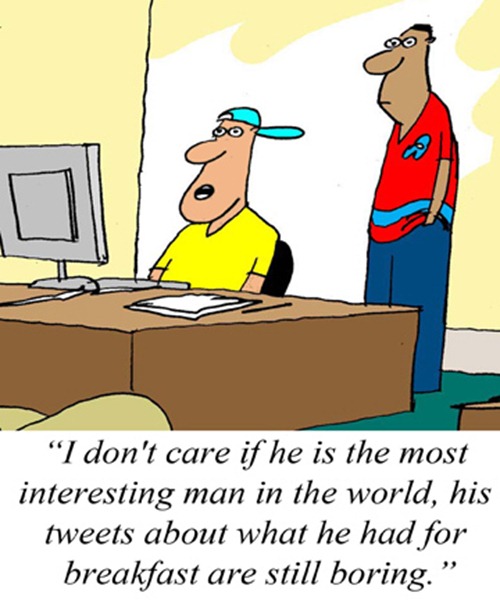 “I don't care if he is the most
interesting man in the world, his
tweets about what he had for
breakfast are still boring.”